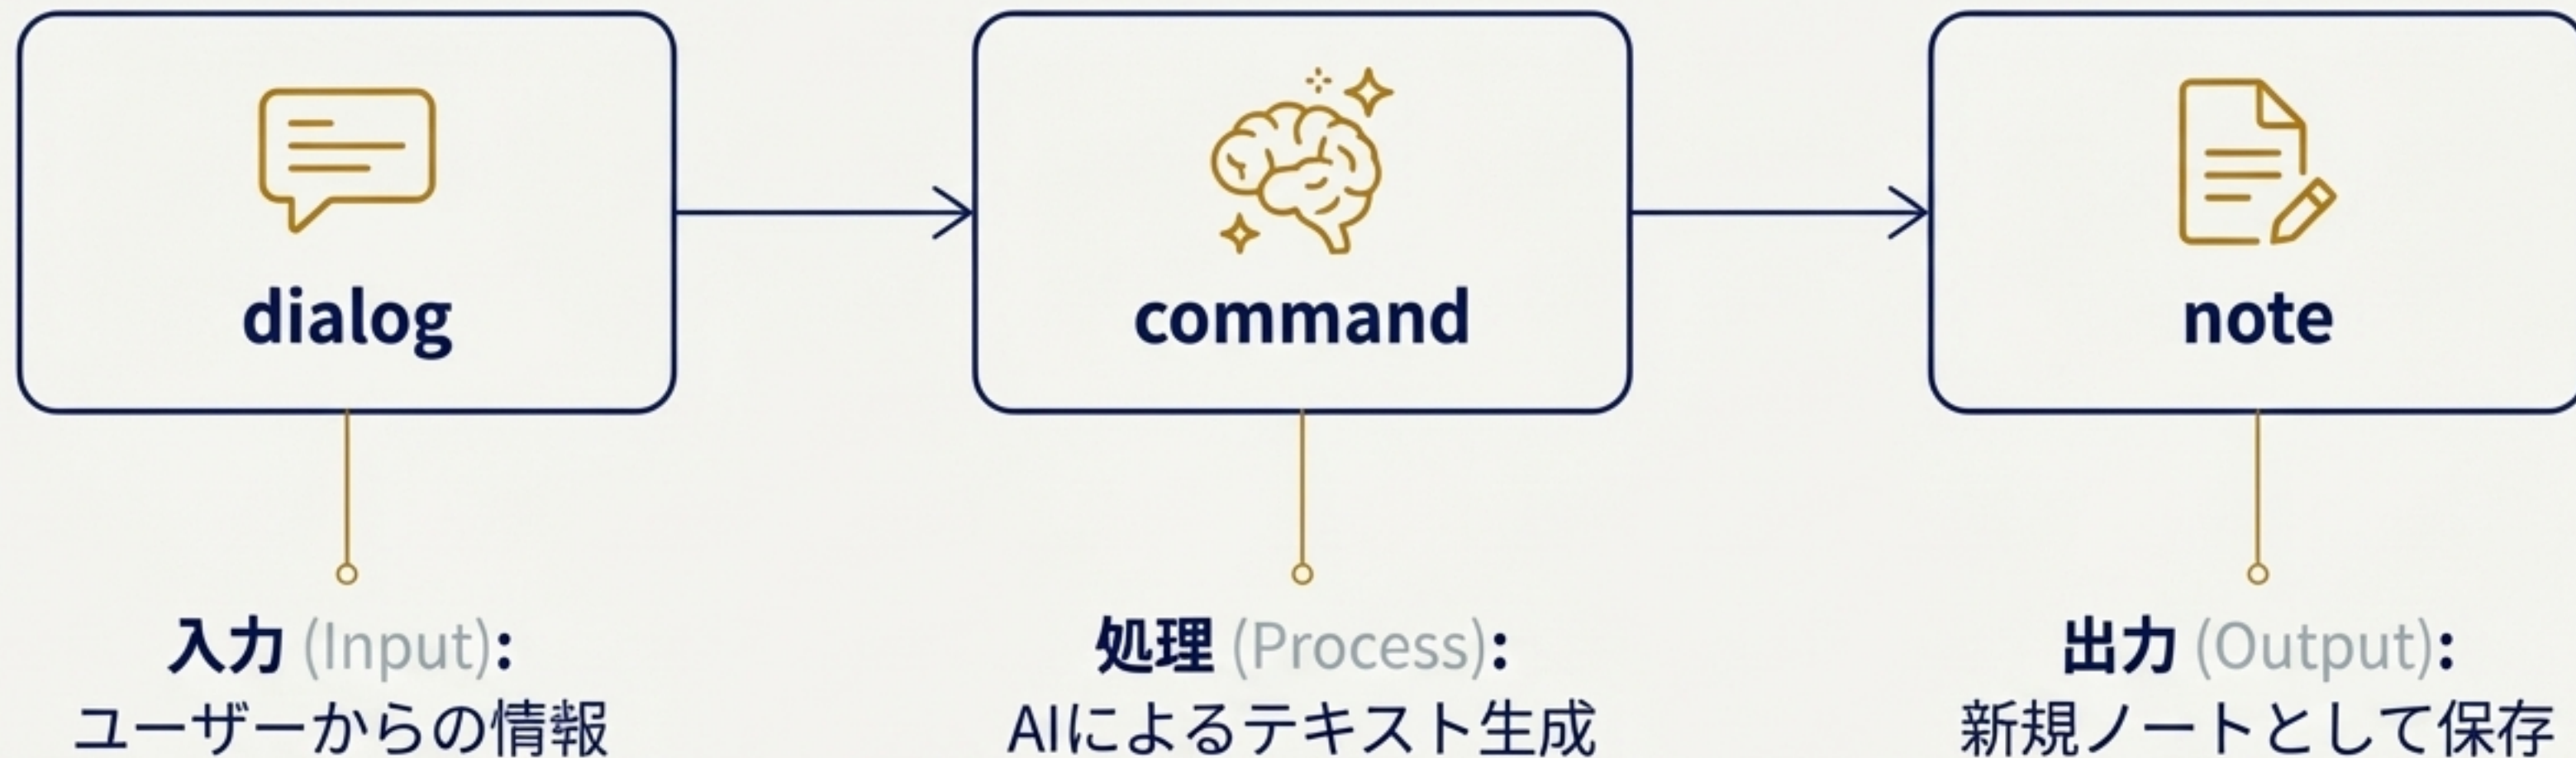 dialog
command
note
入力 (Input):
ユーザーからの情報
処理 (Process):
AIによるテキスト生成
出力 (Output):
新規ノートとして保存